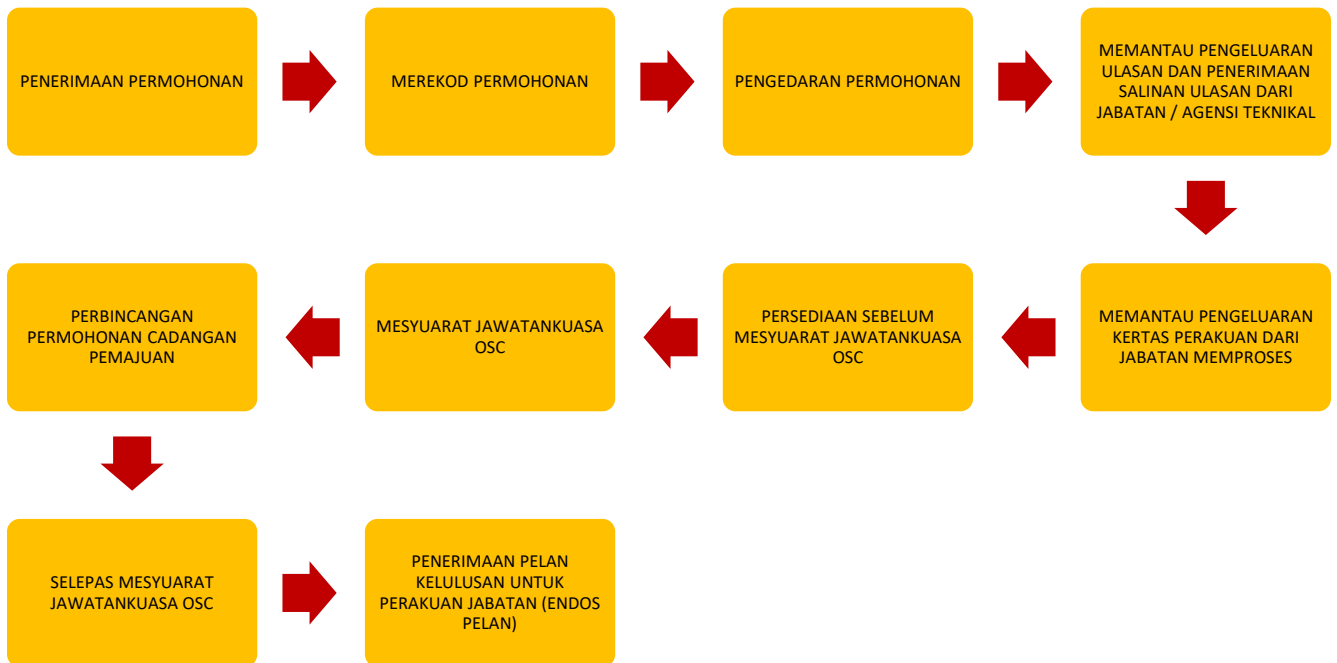 PENERIMAAN PERMOHONAN
MEREKOD PERMOHONAN
PENGEDARAN PERMOHONAN
MEMANTAU PENGELUARAN
ULASAN DAN PENERIMAAN
SALINAN ULASAN DARI
JABATAN / AGENSI TEKNIKAL
MEMANTAU PENGELUARAN
KERTAS PERAKUAN DARI
JABATAN MEMPROSES
PERSEDIAAN SEBELUM
MESYUARAT JAWATANKUASA
OSC
MESYUARAT JAWATANKUASA
OSC
PERBINCANGAN
PERMOHONAN CADANGAN
PEMAJUAN
SELEPAS MESYUARAT
JAWATANKUASA OSC
PENERIMAAN PELAN
KELULUSAN UNTUK
PERAKUAN JABATAN (ENDOS
PELAN)